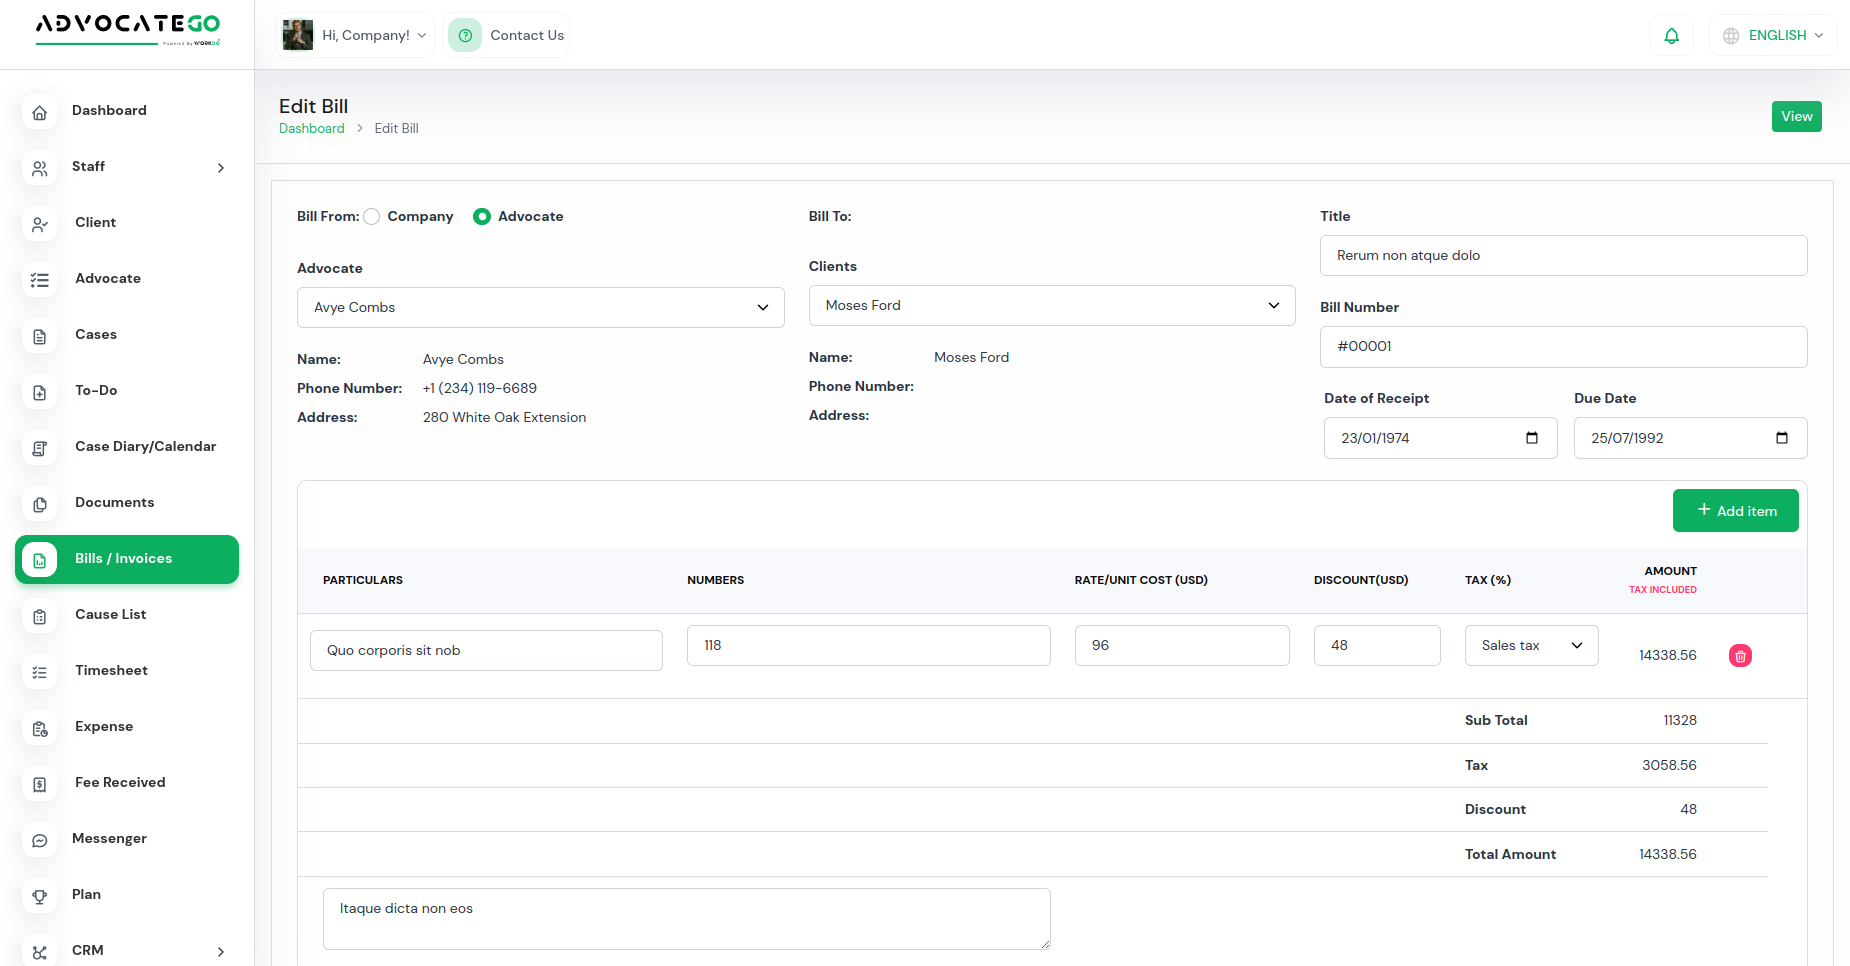 ADVOCATEGO
Powered By WORKDO
Hi, Company!
Contact Us
ENGLISH
Dashboard
Staff
Client
Advocate
Cases
To-Do
Case Diary/Calendar
Documents
Bills / Invoices
Cause List
Timesheet
Expense
Fee Received
Messenger
Plan
CRM
Edit Bill
Dashboard > Edit Bill
View
Bill From: Company Advocate
Advocate
Avye Combs
Name: Avye Combs
Phone Number: +1 (234) 119-6689
Address: 280 White Oak Extension
Bill To:
Clients
Moses Ford
Name: Moses Ford
Phone Number:
Address:
Title
Rerum non atque dolo
Bill Number
#00001
Date of Receipt Due Date
23/01/1974 25/07/1992
+ Add item
PARTICULARS NUMBERS RATE/UNIT COST (USD) DISCOUNT(USD) TAX (%) AMOUNT
TAX INCLUDED
Quo corporis sit nob 118 96 48 Sales tax 14338.56
Sub Total 11328
Tax 3058.56
Discount 48
Total Amount 14338.56
Itaque dicta non eos